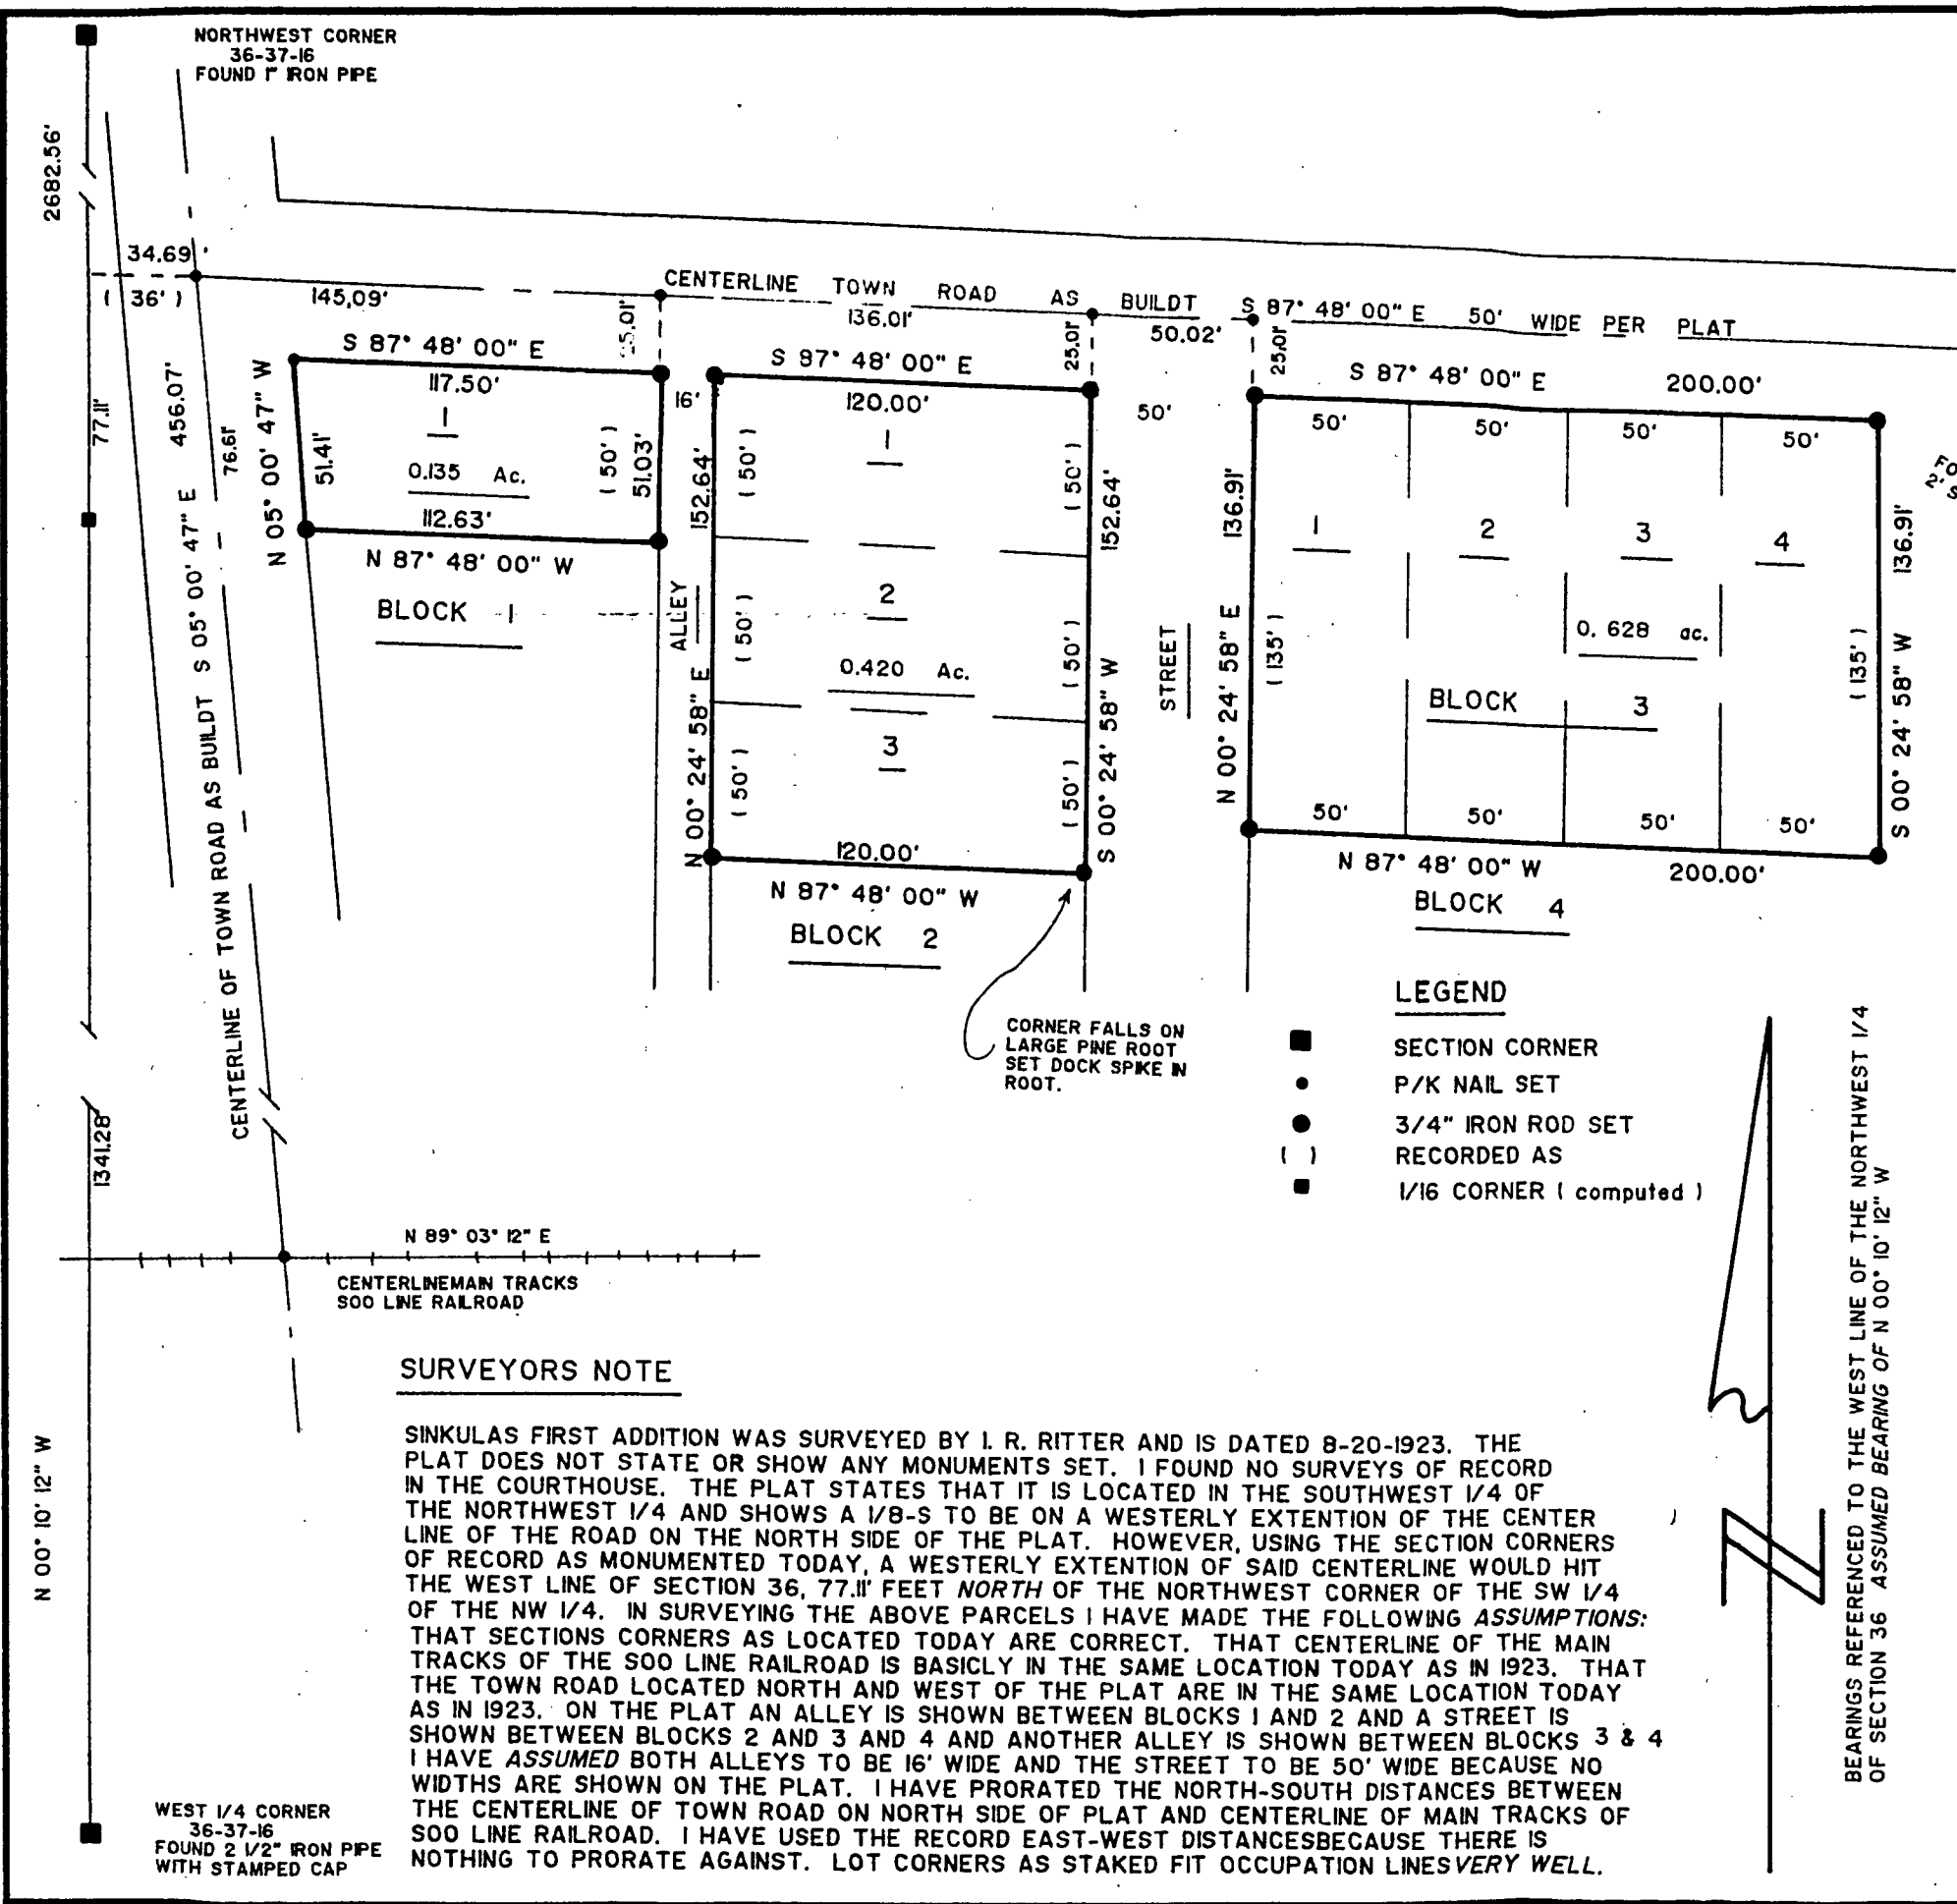 NORTHWEST CORNER
36-37-16
FOUND 1" IRON PIPE
2682.56'
34.69'
( 36' )
145.09'
CENTERLINE TOWN ROAD AS BUILDT S 87° 48' 00" E 50' WIDE PER PLAT
136.01'
50.02'
25.01'
25.01'
25.01'
77.11'
456.07'
76.61'
CENTERLINE OF TOWN ROAD AS BUILDT S 05° 00' 47" E
N 05° 00' 47" W
S 87° 48' 00" E
117.50'
51.41'
1
0.135 Ac.
( 50' )
51.03'
112.63'
N 87° 48' 00" W
BLOCK 1
16'
ALLEY
S 87° 48' 00" E
120.00'
152.64'
N 00° 24' 58" E
( 50' )
( 50' )
( 50' )
1
2
0.420 Ac.
3
( 50' )
( 50' )
( 50' )
152.64'
S 00° 24' 58" W
120.00'
N 87° 48' 00" W
BLOCK 2
50'
STREET
S 87° 48' 00" E 200.00'
136.91'
N 00° 24' 58" E
( 135' )
50' 50' 50' 50'
1 2 3 4
0.628 ac.
BLOCK 3
( 135' )
136.91'
S 00° 24' 58" W
50' 50' 50' 50'
N 87° 48' 00" W 200.00'
BLOCK 4
CORNER FALLS ON
LARGE PINE ROOT
SET DOCK SPIKE IN
ROOT.
LEGEND
SECTION CORNER
P/K NAIL SET
3/4" IRON ROD SET
( ) RECORDED AS
1/16 CORNER ( computed )
1341.28'
N 89° 03' 12" E
CENTERLINEMAIN TRACKS
SOO LINE RAILROAD
N 00° 10' 12" W
N
BEARINGS REFERENCED TO THE WEST LINE OF THE NORTHWEST 1/4
OF SECTION 36 ASSUMED BEARING OF N 00° 10' 12" W
SURVEYORS NOTE
SINKULAS FIRST ADDITION WAS SURVEYED BY I. R. RITTER AND IS DATED 8-20-1923. THE
PLAT DOES NOT STATE OR SHOW ANY MONUMENTS SET. I FOUND NO SURVEYS OF RECORD
IN THE COURTHOUSE. THE PLAT STATES THAT IT IS LOCATED IN THE SOUTHWEST 1/4 OF
THE NORTHWEST 1/4 AND SHOWS A 1/8-S TO BE ON A WESTERLY EXTENTION OF THE CENTER
LINE OF THE ROAD ON THE NORTH SIDE OF THE PLAT. HOWEVER, USING THE SECTION CORNERS
OF RECORD AS MONUMENTED TODAY, A WESTERLY EXTENTION OF SAID CENTERLINE WOULD HIT
THE WEST LINE OF SECTION 36, 77.11' FEET NORTH OF THE NORTHWEST CORNER OF THE SW 1/4
OF THE NW 1/4. IN SURVEYING THE ABOVE PARCELS I HAVE MADE THE FOLLOWING ASSUMPTIONS:
THAT SECTIONS CORNERS AS LOCATED TODAY ARE CORRECT. THAT CENTERLINE OF THE MAIN
TRACKS OF THE SOO LINE RAILROAD IS BASICLY IN THE SAME LOCATION TODAY AS IN 1923. THAT
THE TOWN ROAD LOCATED NORTH AND WEST OF THE PLAT ARE IN THE SAME LOCATION TODAY
AS IN 1923. ON THE PLAT AN ALLEY IS SHOWN BETWEEN BLOCKS 1 AND 2 AND A STREET IS
SHOWN BETWEEN BLOCKS 2 AND 3 AND 4 AND ANOTHER ALLEY IS SHOWN BETWEEN BLOCKS 3 & 4
I HAVE ASSUMED BOTH ALLEYS TO BE 16' WIDE AND THE STREET TO BE 50' WIDE BECAUSE NO
WIDTHS ARE SHOWN ON THE PLAT. I HAVE PRORATED THE NORTH-SOUTH DISTANCES BETWEEN
THE CENTERLINE OF TOWN ROAD ON NORTH SIDE OF PLAT AND CENTERLINE OF MAIN TRACKS OF
SOO LINE RAILROAD. I HAVE USED THE RECORD EAST-WEST DISTANCESBECAUSE THERE IS
NOTHING TO PRORATE AGAINST. LOT CORNERS AS STAKED FIT OCCUPATION LINESVERY WELL.
WEST 1/4 CORNER
36-37-16
FOUND 2 1/2" IRON PIPE
WITH STAMPED CAP